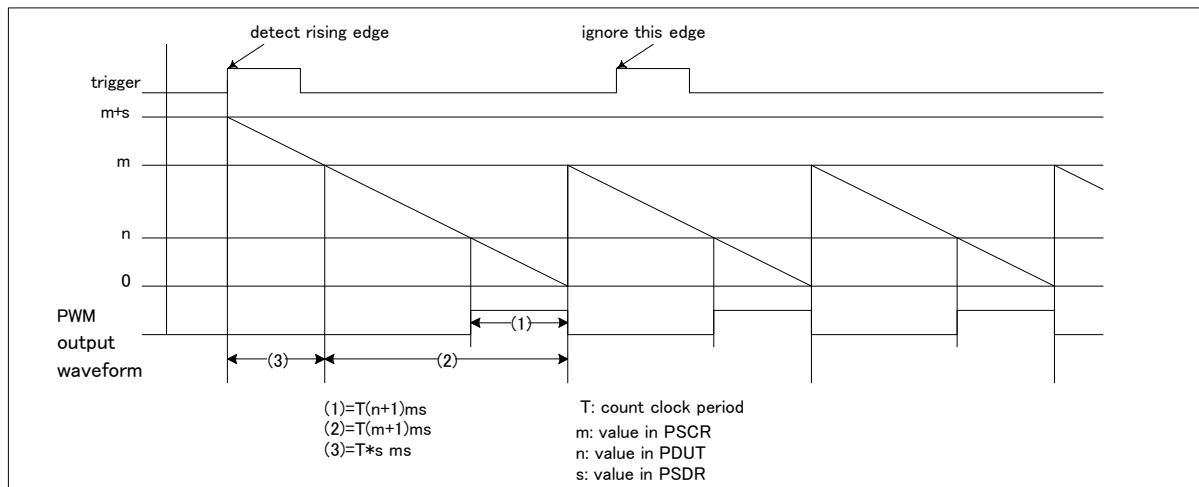 detect rising edge
ignore this edge
trigger
m+s
m
n
0
PWM
output
waveform
(1)
(3)
(2)
(1)=T(n+1)ms
(2)=T(m+1)ms
(3)=T*s ms
T: count clock period
m: value in PSCR
n: value in PDUT
s: value in PSDR